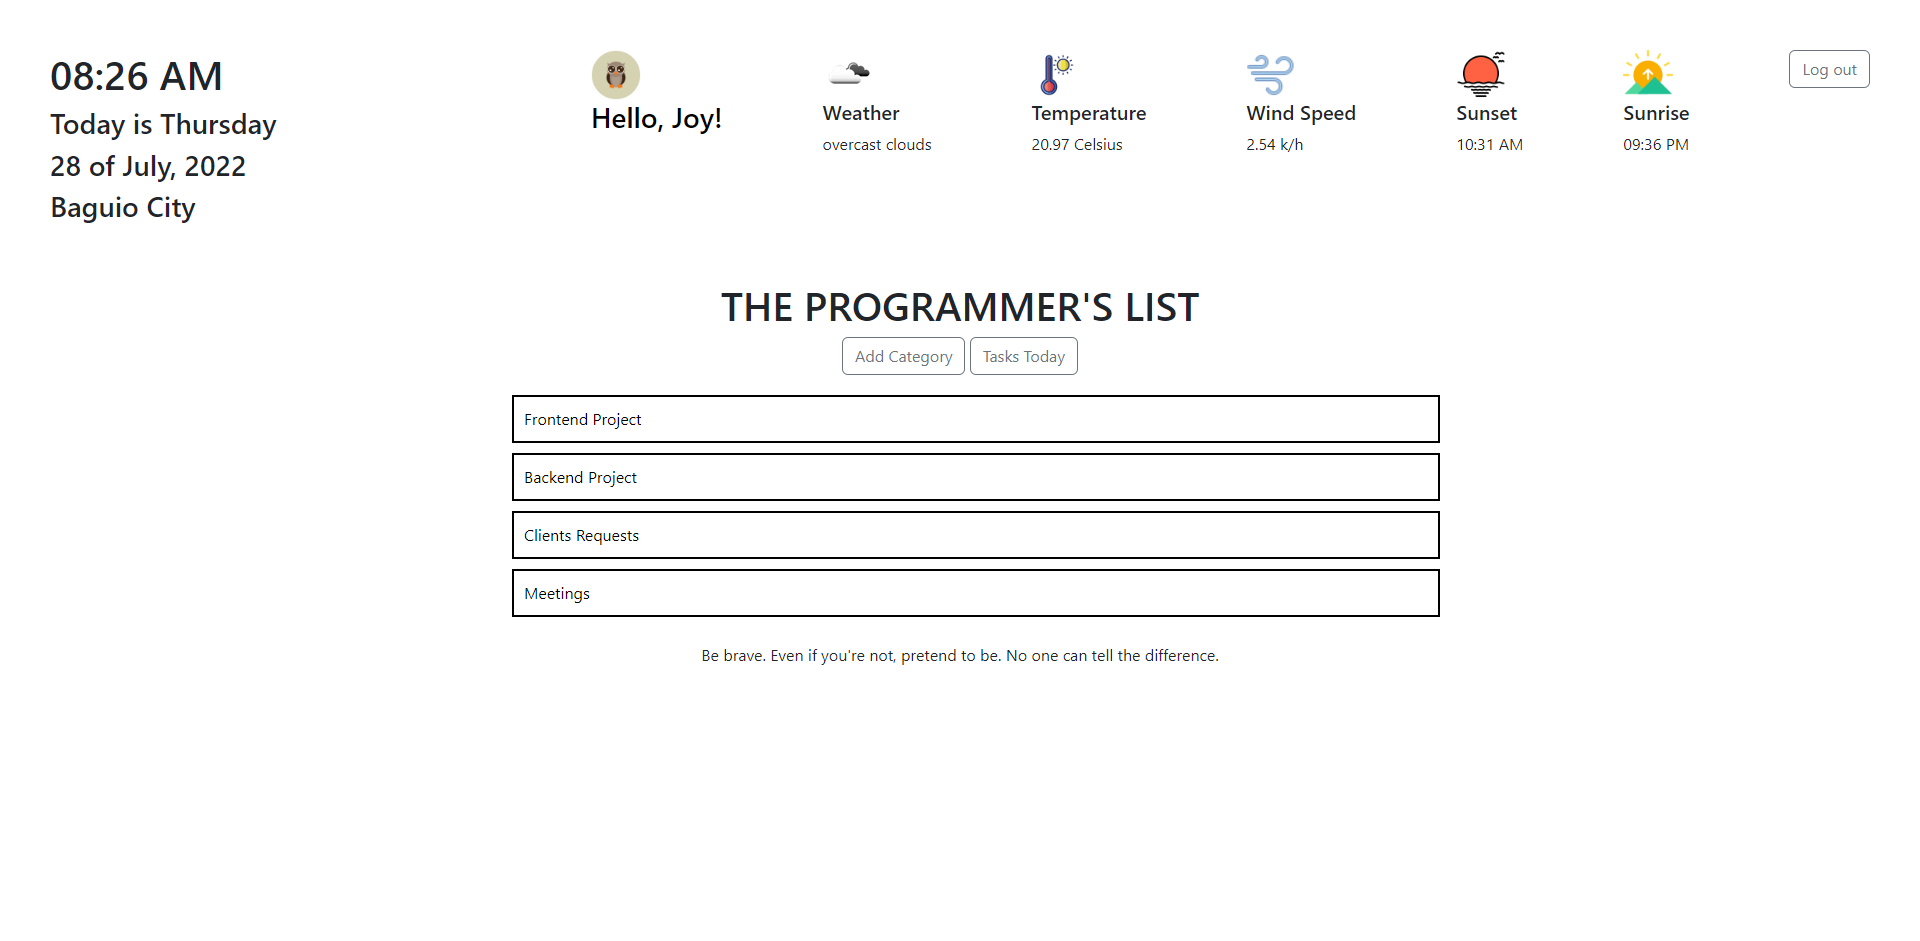 08:26 AM
Today is Thursday
28 of July, 2022
Baguio City
Hello, Joy!
Weather
overcast clouds
Temperature
20.97 Celsius
Wind Speed
2.54 k/h
Sunset
10:31 AM
Sunrise
09:36 PM
Log out
THE PROGRAMMER'S LIST
Add Category
Tasks Today
Frontend Project
Backend Project
Clients Requests
Meetings
Be brave. Even if you're not, pretend to be. No one can tell the difference.